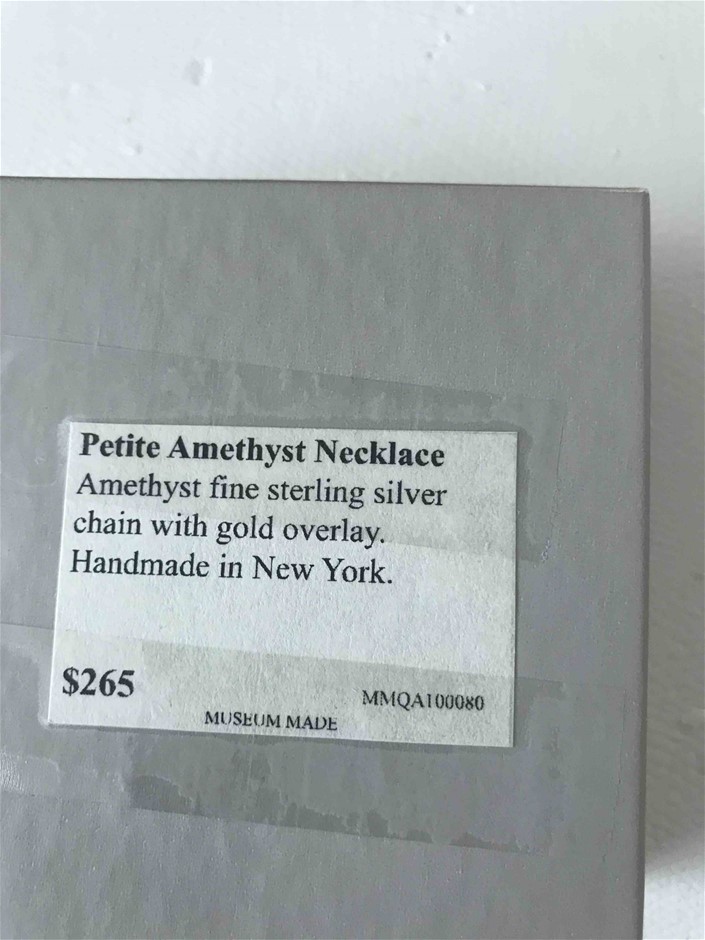 Petite Amethyst Necklace
Amethyst fine sterling silver
chain with gold overlay.
Handmade in New York.
$265
MMQA100080
MUSEUM MADE